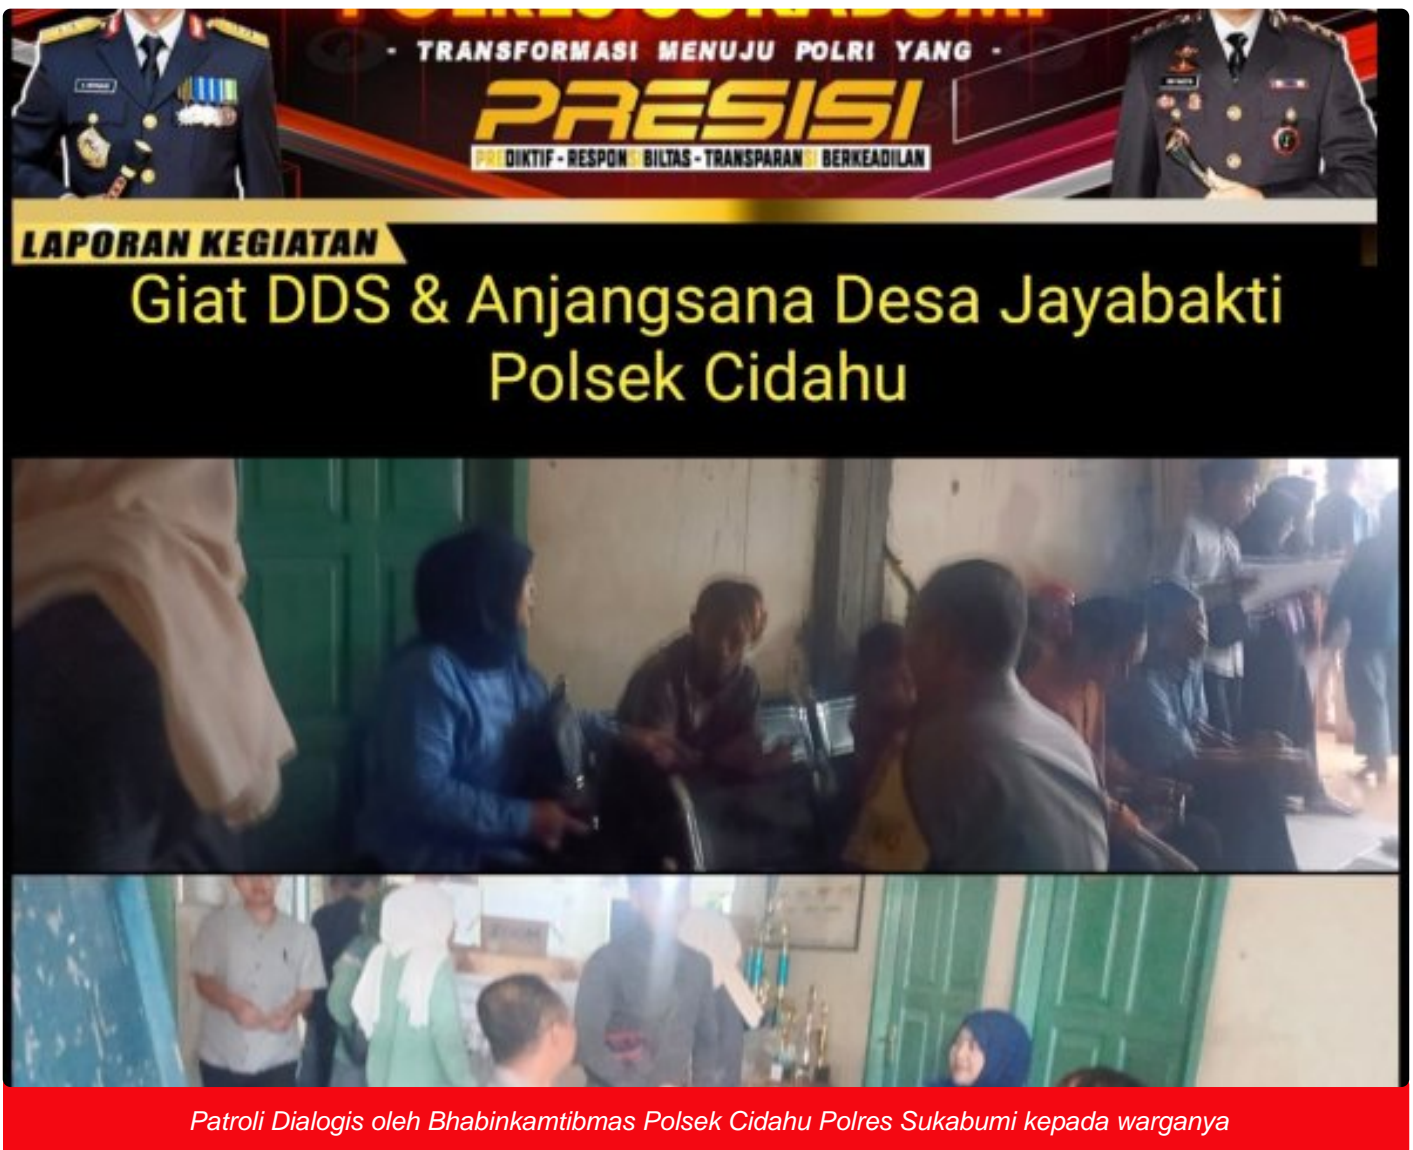 - TRANSFORMASI MENUJU POLRI YANG -
PRESISI
PREDIKTIF - RESPONSIBILTAS - TRANSPARANSI BERKEADILAN
LAPORAN KEGIATAN
Giat DDS & Anjangsana Desa Jayabakti
Polsek Cidahu
Patroli Dialogis oleh Bhabinkamtibmas Polsek Cidahu Polres Sukabumi kepada warganya